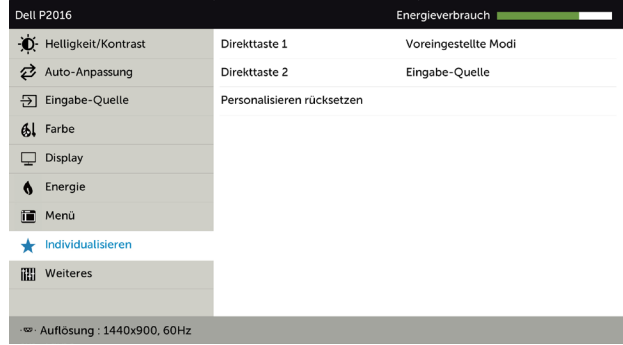 Dell P2016 Energieverbrauch
Helligkeit/Kontrast Direkttaste 1 Voreingestellte Modi
Auto-Anpassung Direkttaste 2 Eingabe-Quelle
Eingabe-Quelle Personalisieren rücksetzen
Farbe
Display
Energie
Menü
Individualisieren
Weiteres
Auflösung : 1440x900, 60Hz